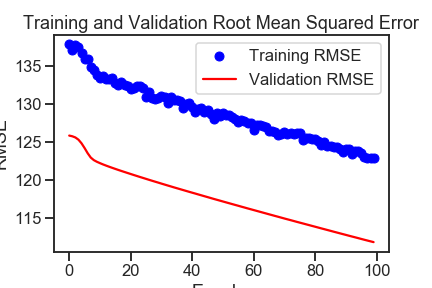 Training and Validation Root Mean Squared Error
Training RMSE
Validation RMSE
135
130
125
120
115
RMSE
0
20
40
60
80
100